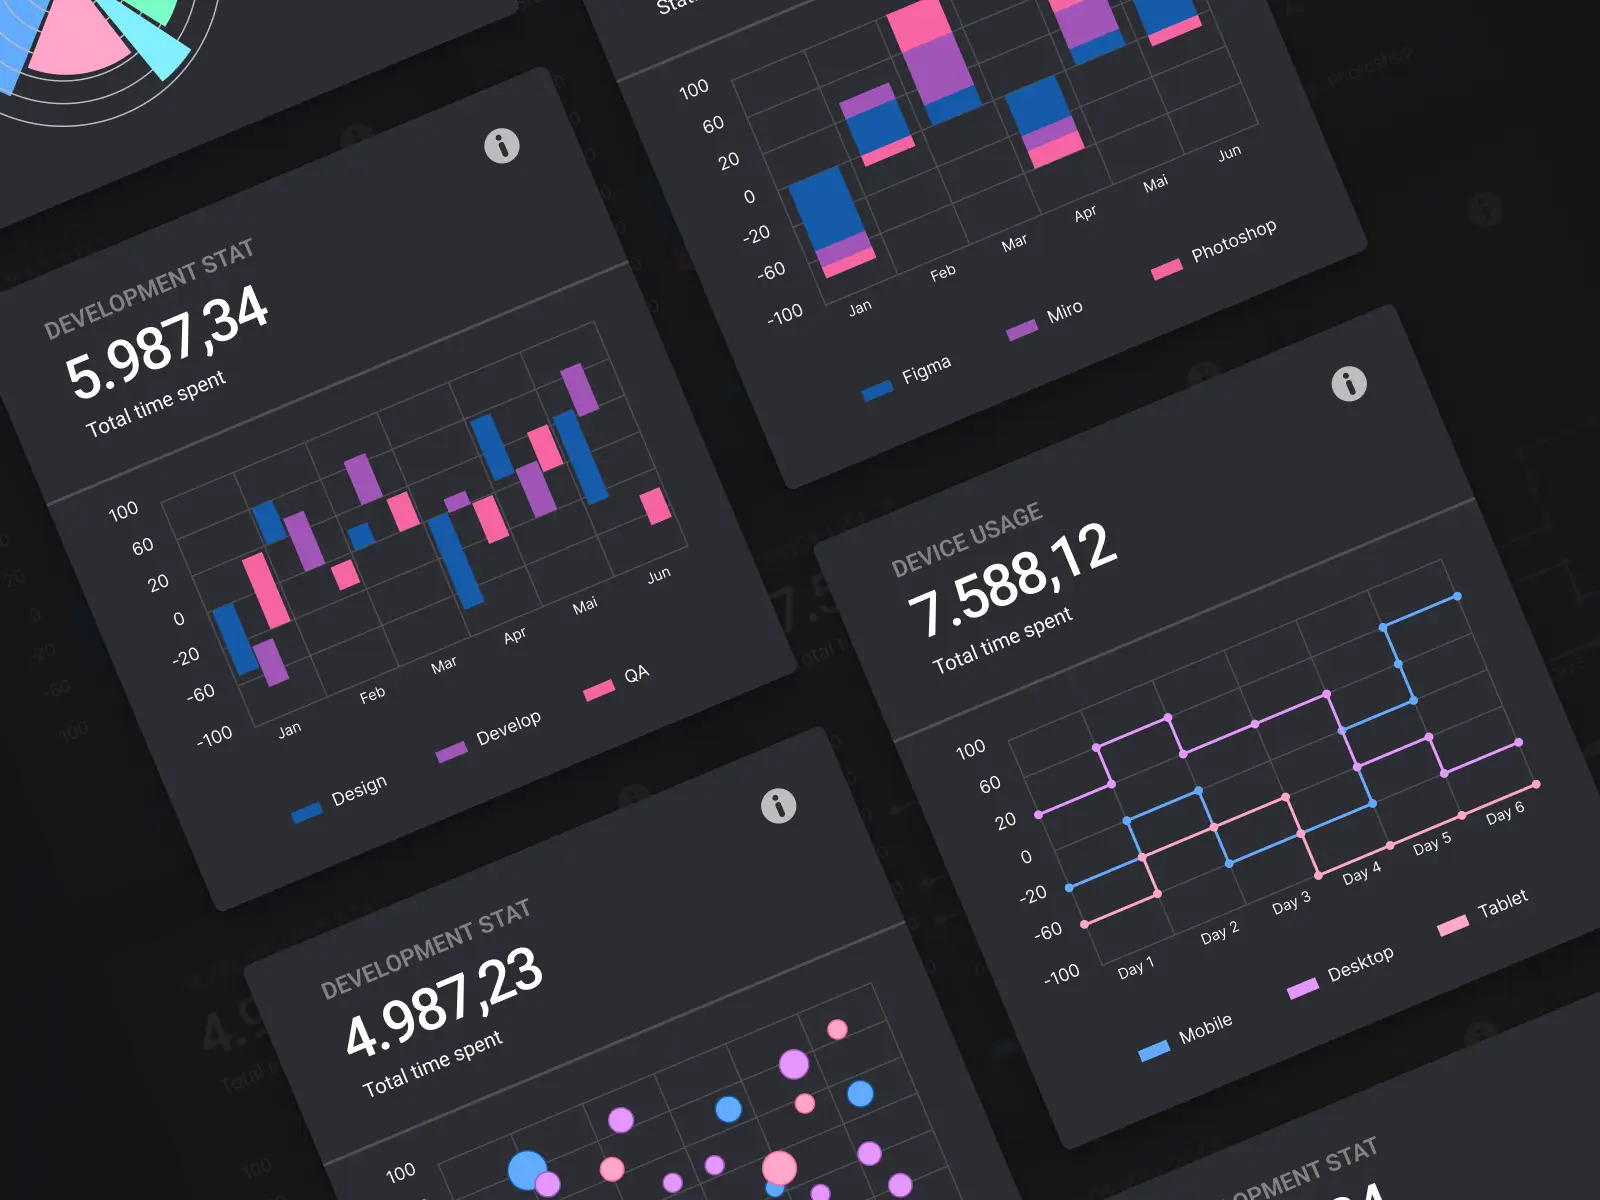 DEVELOPMENT STAT
5.987,34
Total time spent
100
60
20
0
-20
-60
-100
Jan
Feb
Mar
Apr
Mai
Jun
Design
Develop
QA
100
60
20
0
-20
-60
-100
Jan
Feb
Mar
Apr
Mai
Jun
Figma
Miro
Photoshop
DEVICE USAGE
7.588,12
Total time spent
100
60
20
0
-20
-60
-100
Day 1
Day 2
Day 3
Day 4
Day 5
Day 6
Mobile
Desktop
Tablet
DEVELOPMENT STAT
4.987,23
Total time spent
100
STAT